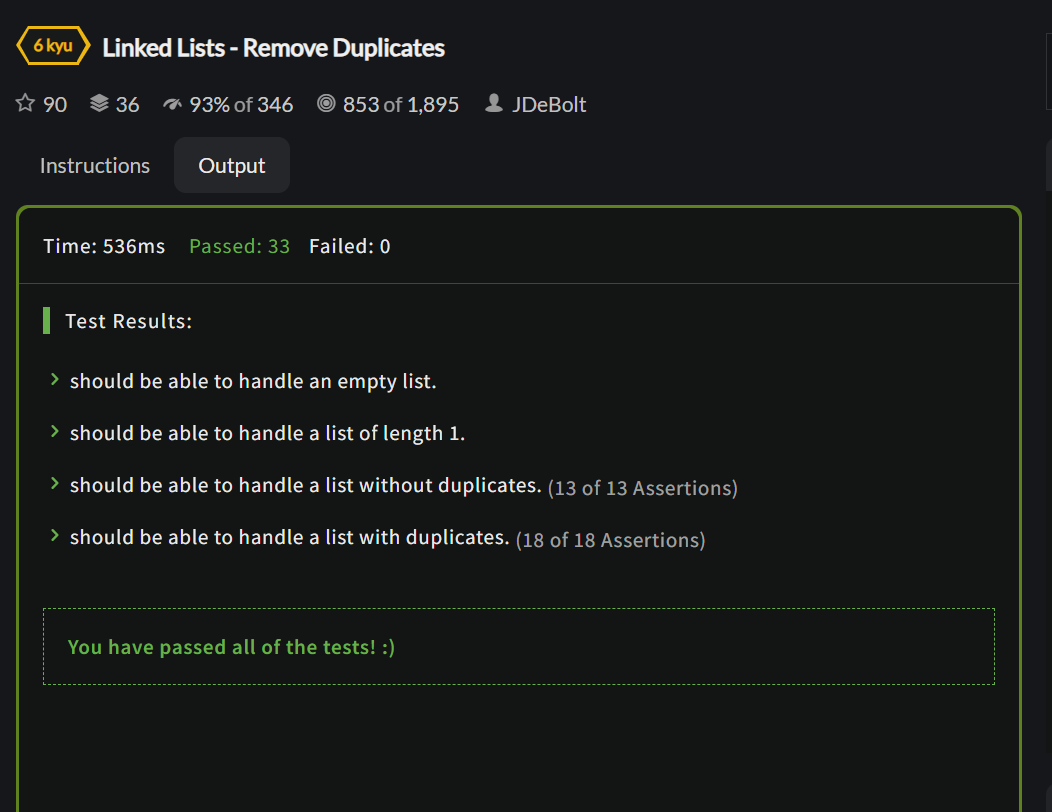 6 kyu Linked Lists - Remove Duplicates
90 36 93% of 346 853 of 1,895 JDeBolt
Instructions Output
Time: 536ms Passed: 33 Failed: 0
Test Results:
should be able to handle an empty list.
should be able to handle a list of length 1.
should be able to handle a list without duplicates. (13 of 13 Assertions)
should be able to handle a list with duplicates. (18 of 18 Assertions)
You have passed all of the tests! :)